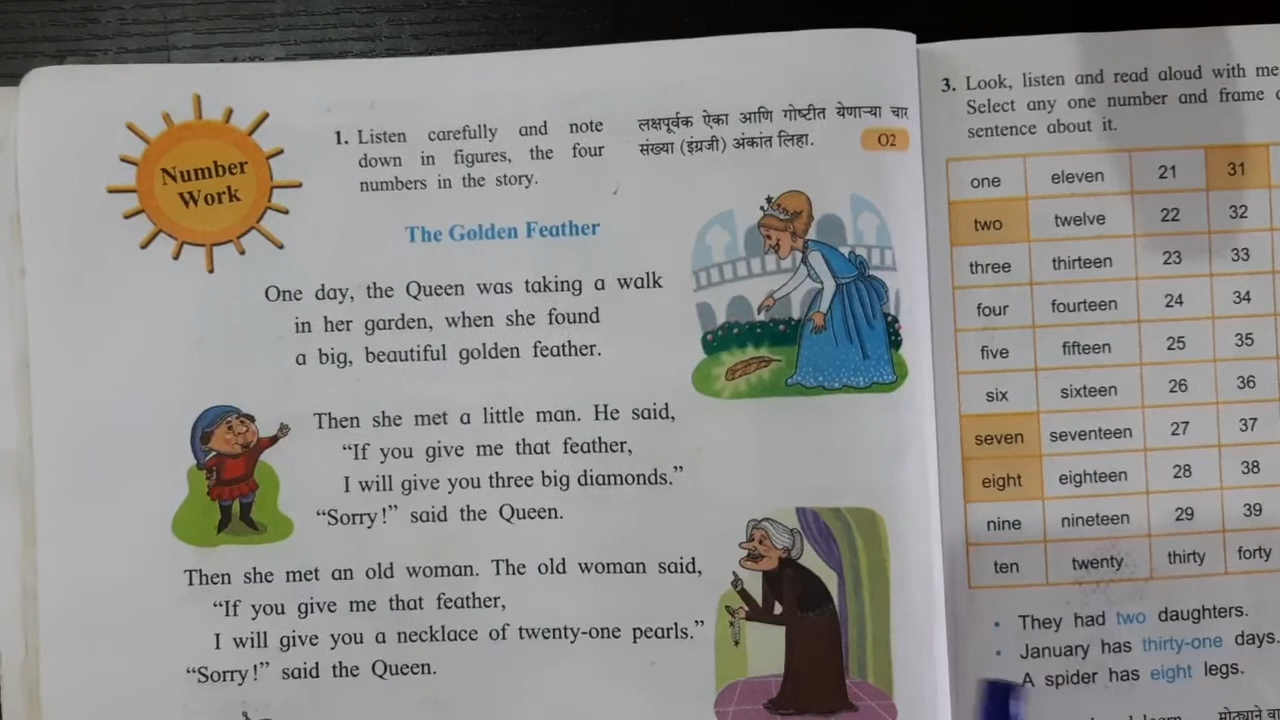 Number
Work
1. Listen carefully and note
down in figures, the four
numbers in the story.
लक्षपूर्वक ऐका आणि गोष्टीत येणाऱ्या चार
संख्या (इंग्रजी) अंकांत लिहा.
O2
The Golden Feather
One day, the Queen was taking a walk
in her garden, when she found
a big, beautiful golden feather.
Then she met a little man. He said,
“If you give me that feather,
I will give you three big diamonds.”
“Sorry!” said the Queen.
Then she met an old woman. The old woman said,
“If you give me that feather,
I will give you a necklace of twenty-one pearls.”
“Sorry!” said the Queen.
3. Look, listen and read aloud with me
Select any one number and frame
sentence about it.
one eleven 21 31
two twelve 22 32
three thirteen 23 33
four fourteen 24 34
five fifteen 25 35
six sixteen 26 36
seven seventeen 27 37
eight eighteen 28 38
nine nineteen 29 39
ten twenty thirty forty
• They had two daughters.
• January has thirty-one days.
A spider has eight legs.